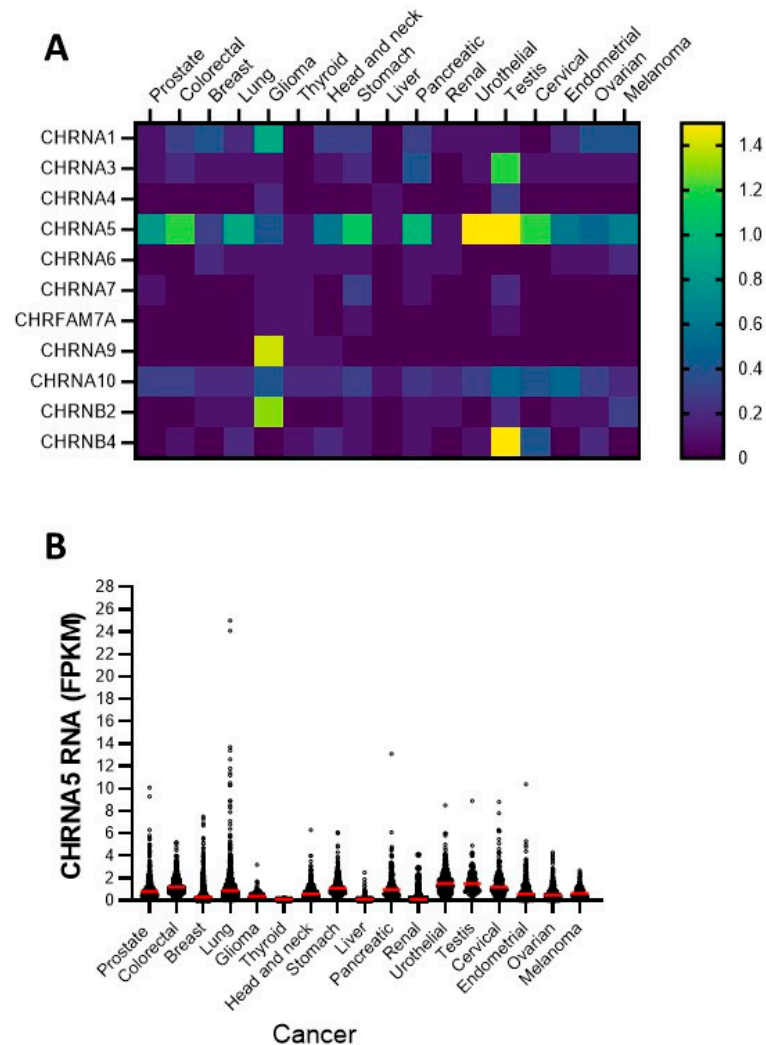 A
Prostate
Colorectal
Breast
Lung
Glioma
Thyroid
Head and neck
Stomach
Liver
Pancreatic
Renal
Urothelial
Testis
Cervical
Endometrial
Ovarian
Melanoma
CHRNA1
CHRNA3
CHRNA4
CHRNA5
CHRNA6
CHRNA7
CHRFAM7A
CHRNA9
CHRNA10
CHRNB2
CHRNB4
1.4
1.2
1.0
0.8
0.6
0.4
0.2
0
B
CHRNA5 RNA (FPKM)
28
26
24
22
20
18
16
14
12
10
8
6
4
2
0
Prostate
Colorectal
Breast
Lung
Glioma
Thyroid
Head and neck
Stomach
Liver
Pancreatic
Renal
Urothelial
Testis
Cervical
Endometrial
Ovarian
Melanoma
Cancer